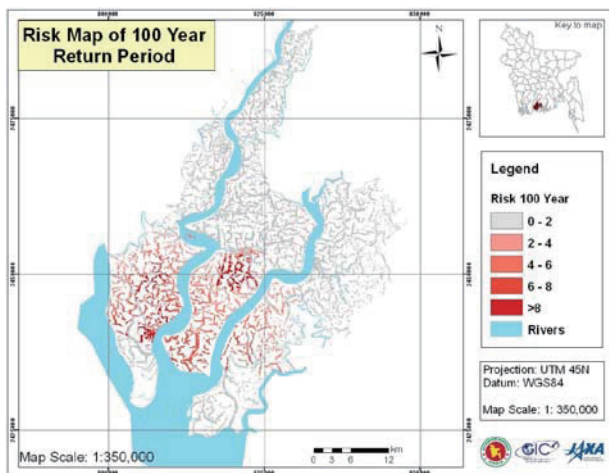 Risk Map of 100 Year
Return Period
Key to map
N
Legend
Risk 100 Year
0 - 2
2 - 4
4 - 6
6 - 8
>8
Rivers
Projection: UTM 45N
Datum: WGS84
Map Scale: 1: 350,000
Map Scale: 1:350,000
km
0 3 6 12